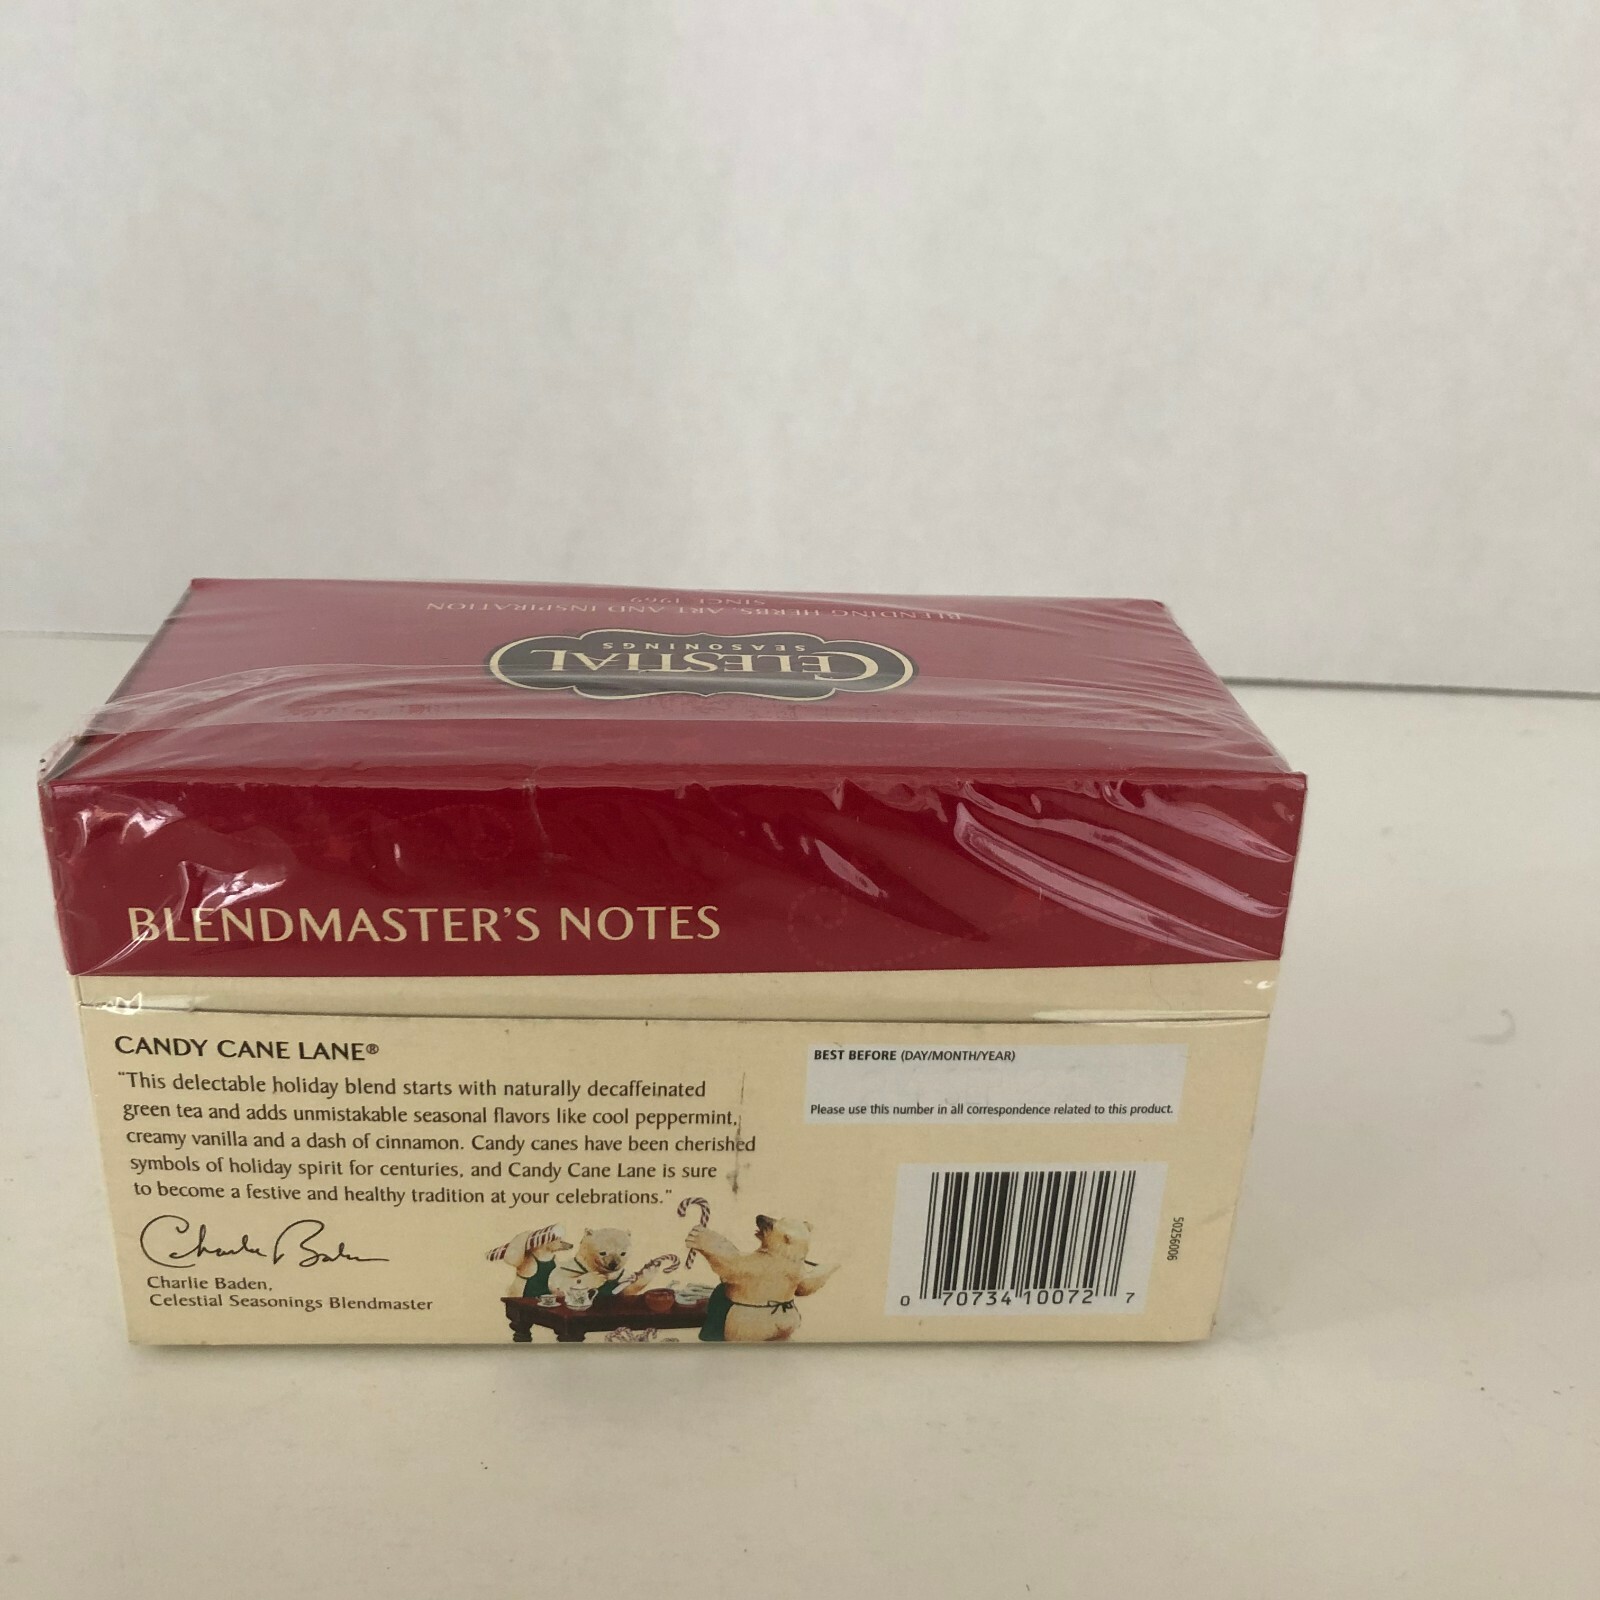 BLENDING HERBS, ART AND INSPIRATION
SINCE 1969
CELESTIAL
SEASONINGS
BLENDMASTER'S NOTES
CANDY CANE LANE®
"This delectable holiday blend starts with naturally decaffeinated
green tea and adds unmistakable seasonal flavors like cool peppermint,
creamy vanilla and a dash of cinnamon. Candy canes have been cherished
symbols of holiday spirit for centuries, and Candy Cane Lane is sure
to become a festive and healthy tradition at your celebrations."
Charlie Baden
Charlie Baden,
Celestial Seasonings Blendmaster
BEST BEFORE (DAY/MONTH/YEAR)
Please use this number in all correspondence related to this product.
0 70734 10072 7
50256006